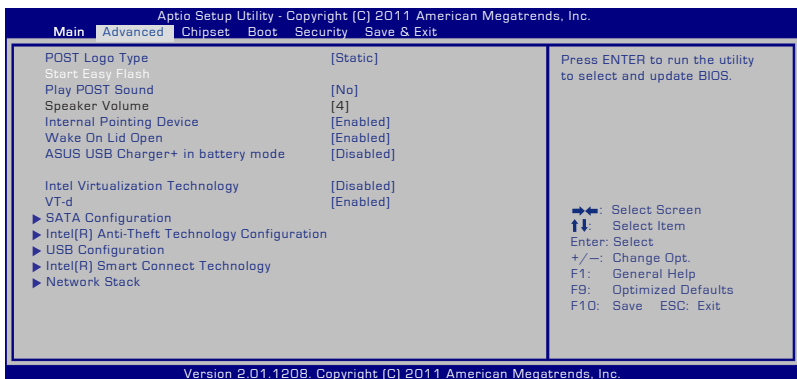 Aptio Setup Utility - Copyright (C) 2011 American Megatrends, Inc.
Main Advanced Chipset Boot Security Save & Exit
POST Logo Type [Static]
Start Easy Flash
Play POST Sound [No]
Speaker Volume [4]
Internal Pointing Device [Enabled]
Wake On Lid Open [Enabled]
ASUS USB Charger+ in battery mode [Disabled]
Intel Virtualization Technology [Disabled]
VT-d [Enabled]
▶ SATA Configuration
▶ Intel(R) Anti-Theft Technology Configuration
▶ USB Configuration
▶ Intel(R) Smart Connect Technology
▶ Network Stack
Press ENTER to run the utility
to select and update BIOS.
→←: Select Screen
↑↓: Select Item
Enter: Select
+/—: Change Opt.
F1: General Help
F9: Optimized Defaults
F10: Save ESC: Exit
Version 2.01.1208. Copyright (C) 2011 American Megatrends, Inc.